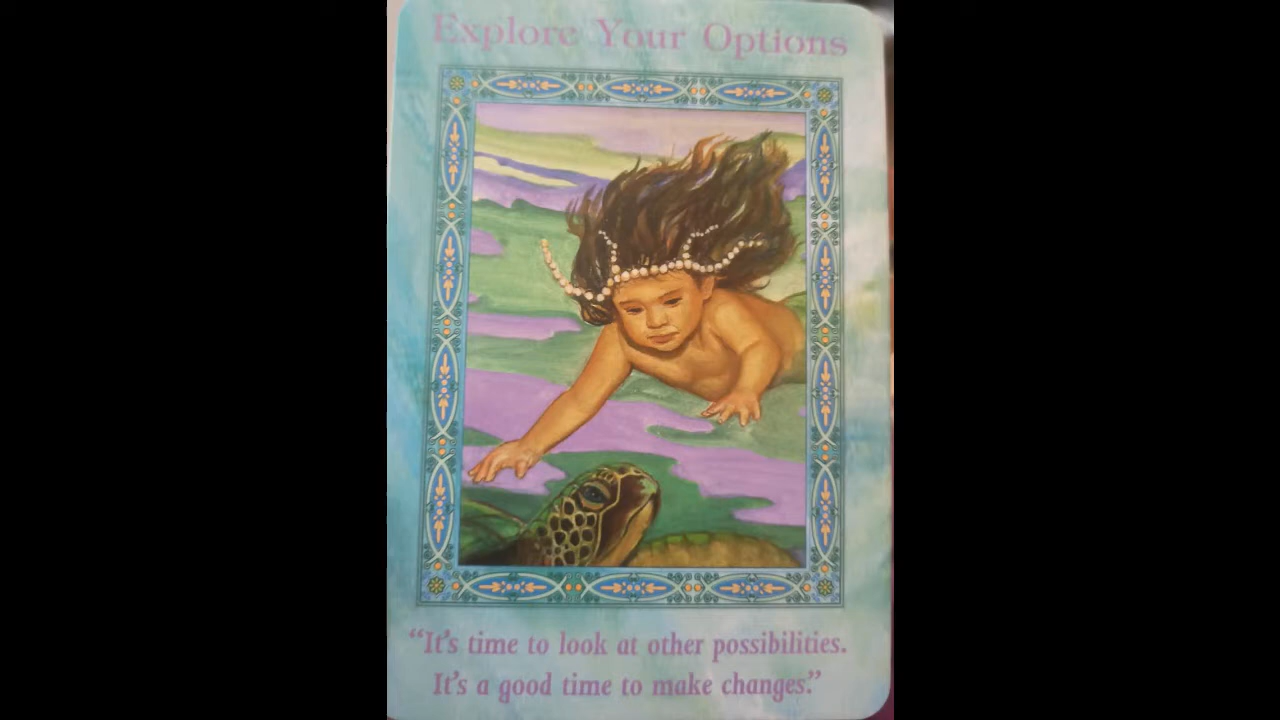 Explore Your Options
“It’s time to look at other possibilities.
It’s a good time to make changes.”